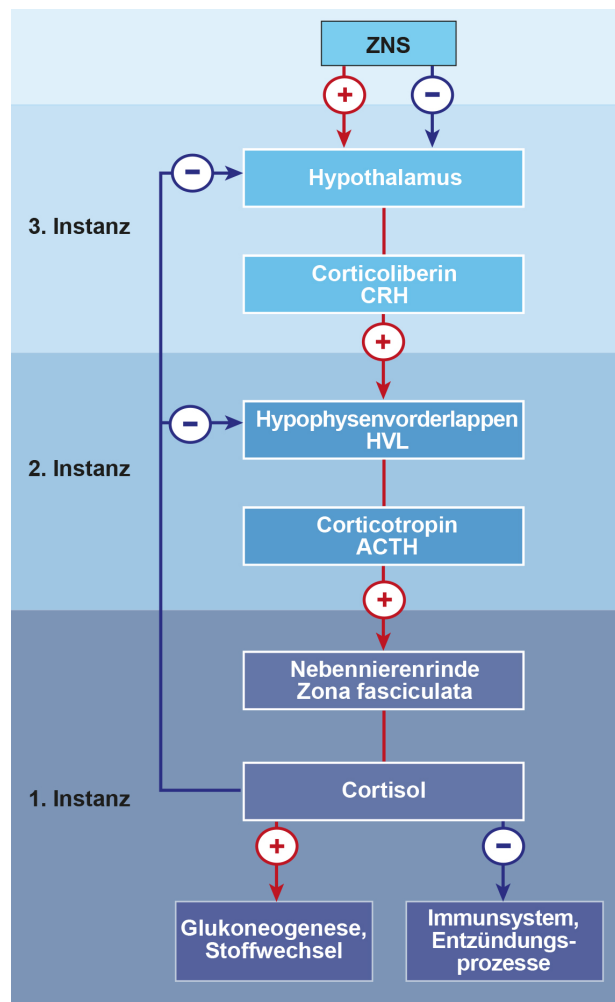 ZNS
+
−
−
Hypothalamus
3. Instanz
Corticoliberin
CRH
+
−
Hypophysenvorderlappen
HVL
2. Instanz
Corticotropin
ACTH
+
Nebennierenrinde
Zona fasciculata
1. Instanz
Cortisol
+
−
Glukoneogenese,
Stoffwechsel
Immunsystem,
Entzündungs-
prozesse